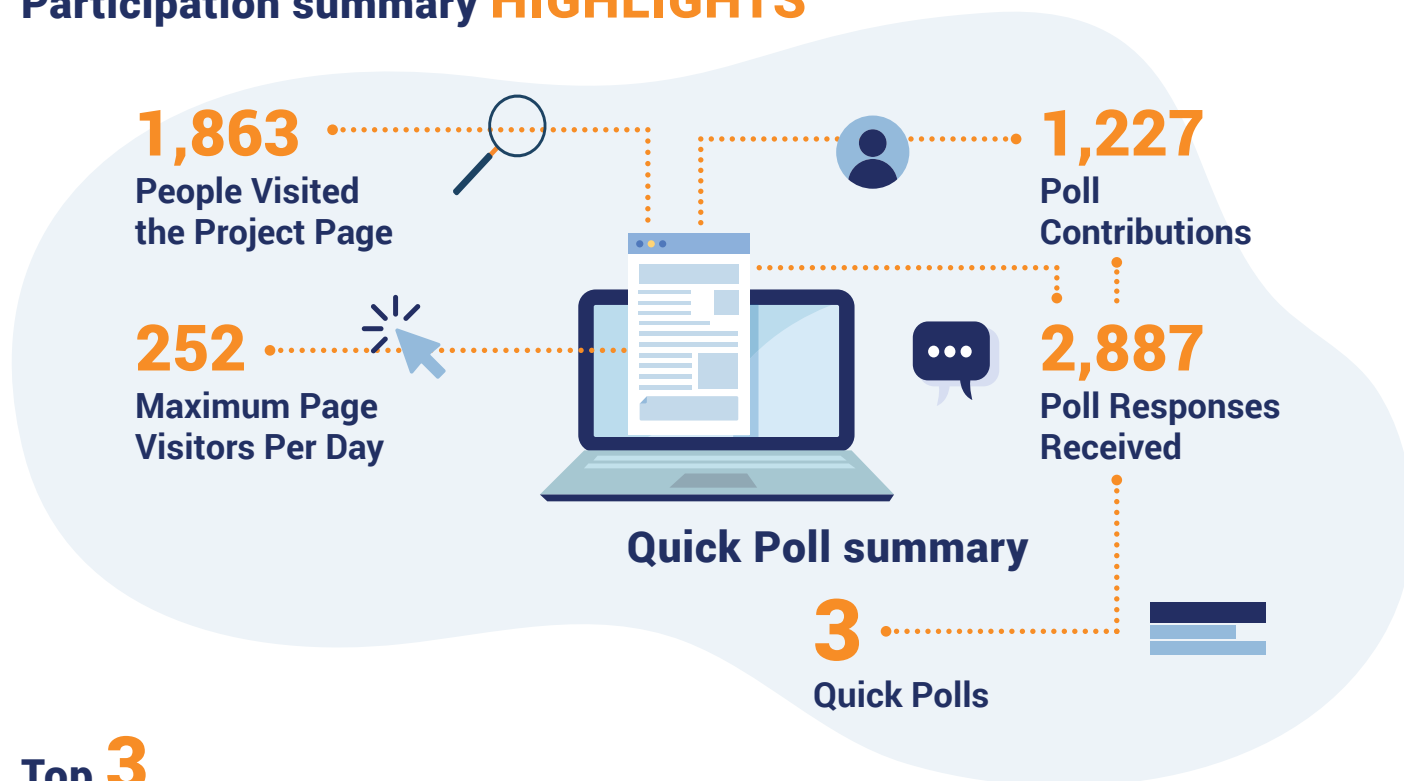 Participation summary HIGHLIGHTS
1,863
People Visited
the Project Page
1,227
Poll
Contributions
252
Maximum Page
Visitors Per Day
2,887
Poll Responses
Received
Quick Poll summary
3
Quick Polls
Top 3